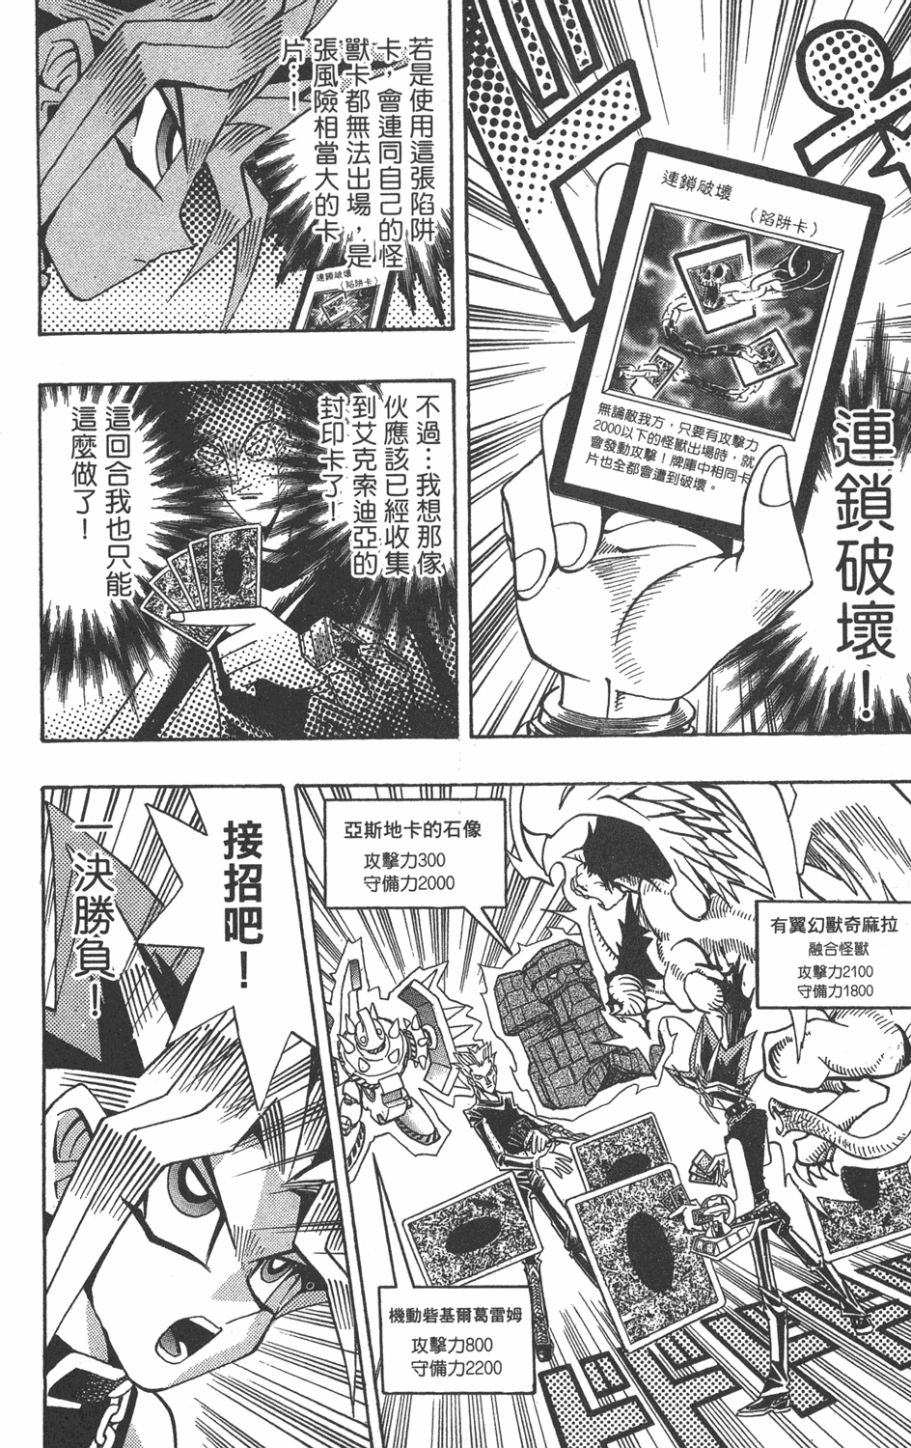 連鎖破壞
(陷阱卡)
無論敵我方,只要有攻擊力
2000以下的怪獸出場時,就
會發動攻擊!牌庫中相同卡
片也全都會遭到破壞。
連鎖破壞!
若是使用這張陷阱
卡,會連同自己的怪
獸卡都無法出場,是
張風險相當大的卡
片…!
連鎖破壞
(陷阱卡)
不過…我想那傢
伙應該已經收集
到艾克索迪亞的
封印卡了!
這回合我也只能
這麼做了!
有翼幻獸奇麻拉
融合怪獸
攻擊力2100
守備力1800
亞斯地卡的石像
攻擊力300
守備力2000
機動砦基爾葛雷姆
攻擊力800
守備力2200
接招吧!
一決勝負!